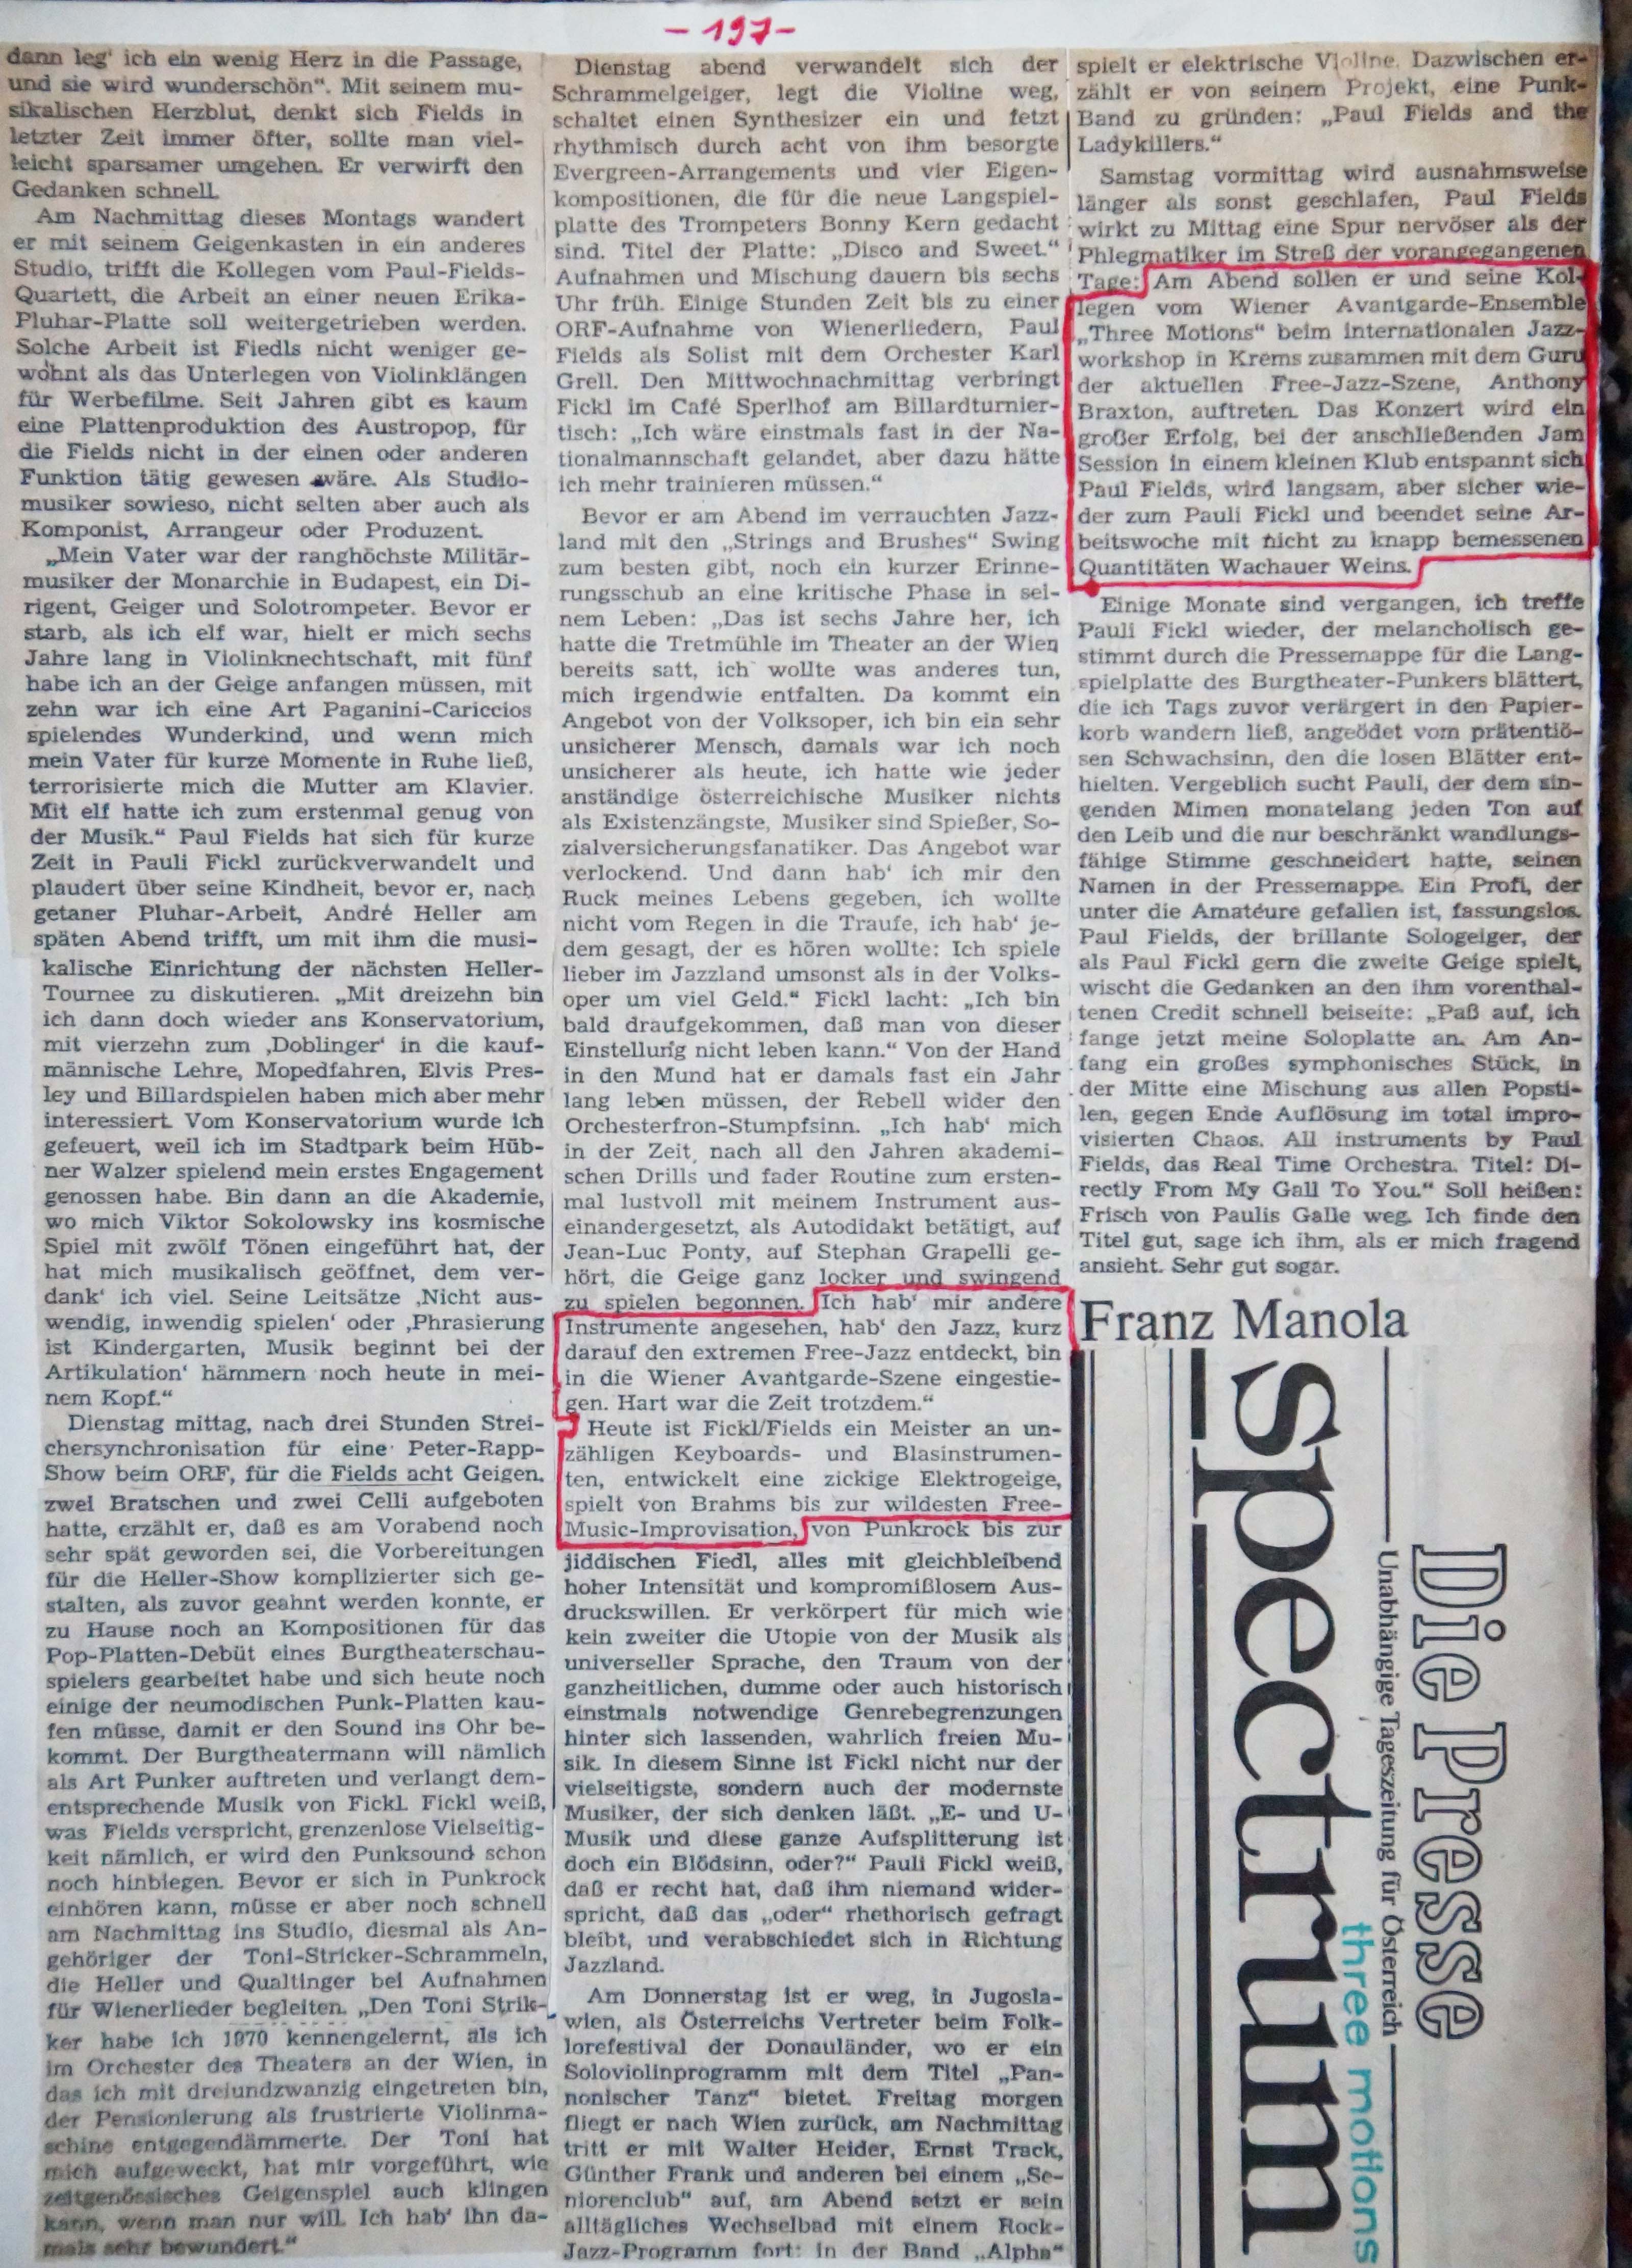 - 197 -
dann leg' ich ein wenig Herz in die Passage,
und sie wird wunderschön“. Mit seinem mu-
sikalischen Herzblut, denkt sich Fields in
letzter Zeit immer öfter, sollte man viel-
leicht sparsamer umgehen. Er verwirft den
Gedanken schnell.
Am Nachmittag dieses Montags wandert
er mit seinem Geigenkasten in ein anderes
Studio, trifft die Kollegen vom Paul-Fields-
Quartett, die Arbeit an einer neuen Erika-
Pluhar-Platte soll weitergetrieben werden.
Solche Arbeit ist Fiedls nicht weniger ge-
wohnt als das Unterlegen von Violinklängen
für Werbefilme. Seit Jahren gibt es kaum
eine Plattenproduktion des Austropop, für
die Fields nicht in der einen oder anderen
Funktion tätig gewesen wäre. Als Studio-
musiker sowieso, nicht selten aber auch als
Komponist, Arrangeur oder Produzent.
„Mein Vater war der ranghöchste Militär-
musiker der Monarchie in Budapest, ein Di-
rigent, Geiger und Solotrompeter. Bevor er
starb, als ich elf war, hielt er mich sechs
Jahre lang in Violinknechtschaft, mit fünf
habe ich an der Geige anfangen müssen, mit
zehn war ich eine Art Paganini-Cariccios
spielendes Wunderkind, und wenn mich
mein Vater für kurze Momente in Ruhe ließ,
terrorisierte mich die Mutter am Klavier.
Mit elf hatte ich zum erstenmal genug von
der Musik.“ Paul Fields hat sich für kurze
Zeit in Pauli Fickl zurückverwandelt und
plaudert über seine Kindheit, bevor er, nach
getaner Pluhar-Arbeit, André Heller am
späten Abend trifft, um mit ihm die musi-
kalische Einrichtung der nächsten Heller-
Tournee zu diskutieren. „Mit dreizehn bin
ich dann doch wieder ans Konservatorium,
mit vierzehn zum ‚Doblinger‘ in die kauf-
männische Lehre, Mopedfahren, Elvis Pres-
ley und Billardspielen haben mich aber mehr
interessiert. Vom Konservatorium wurde ich
gefeuert, weil ich im Stadtpark beim Hüb-
ner Walzer spielend mein erstes Engagement
genossen habe. Bin dann an die Akademie,
wo mich Viktor Sokolowsky ins kosmische
Spiel mit zwölf Tönen eingeführt hat, der
hat mich musikalisch geöffnet, dem ver-
dank' ich viel. Seine Leitsätze ‚Nicht aus-
wendig, inwendig spielen‘ oder ‚Phrasierung
ist Kindergarten, Musik beginnt bei der
Artikulation‘ hämmern noch heute in mei-
nem Kopf.“
Dienstag mittag, nach drei Stunden Strei-
chersynchronisation für eine Peter-Rapp-
Show beim ORF, für die Fields acht Geigen,
zwei Bratschen und zwei Celli aufgeboten
hatte, erzählt er, daß es am Vorabend noch
sehr spät geworden sei, die Vorbereitungen
für die Heller-Show komplizierter sich ge-
stalten, als zuvor geahnt werden konnte, er
zu Hause noch an Kompositionen für das
Pop-Platten-Debüt eines Burgtheaterschau-
spielers gearbeitet habe und sich heute noch
einige der neumodischen Punk-Platten kau-
fen müsse, damit er den Sound ins Ohr be-
kommt. Der Burgtheatermann will nämlich
als Art Punker auftreten und verlangt dem-
entsprechende Musik von Fickl. Fickl weiß,
was Fields verspricht, grenzenlose Vielseitig-
keit nämlich, er wird den Punksound schon
noch hinbiegen. Bevor er sich in Punkrock
einhören kann, müsse er aber noch schnell
am Nachmittag ins Studio, diesmal als An-
gehöriger der Toni-Stricker-Schrammeln,
die Heller und Qualtinger bei Aufnahmen
für Wienerlieder begleiten. „Den Toni Strik-
ker habe ich 1970 kennengelernt, als ich
im Orchester des Theaters an der Wien, in
das ich mit dreiundzwanzig eingetreten bin,
der Pensionierung als frustrierte Violinma-
schine entgegendämmerte. Der Toni hat
mich aufgeweckt, hat mir vorgeführt, wie
zeitgenössisches Geigenspiel auch klingen
kann, wenn man nur will. Ich hab' ihn da-
mals sehr bewundert.“
Dienstag abend verwandelt sich der
Schrammelgeiger, legt die Violine weg,
schaltet einen Synthesizer ein und fetzt
rhythmisch durch acht von ihm besorgte
Evergreen-Arrangements und vier Eigen-
kompositionen, die für die neue Langspiel-
platte des Trompeters Bonny Kern gedacht
sind. Titel der Platte: „Disco and Sweet.“
Aufnahmen und Mischung dauern bis sechs
Uhr früh. Einige Stunden Zeit bis zu einer
ORF-Aufnahme von Wienerliedern, Paul
Fields als Solist mit dem Orchester Karl
Grell. Den Mittwochnachmittag verbringt
Fickl im Café Sperlhof am Billardturnier-
tisch: „Ich wäre einstmals fast in der Na-
tionalmannschaft gelandet, aber dazu hätte
ich mehr trainieren müssen.“
Bevor er am Abend im verrauchten Jazz-
land mit den „Strings and Brushes“ Swing
zum besten gibt, noch ein kurzer Erinne-
rungsschub an eine kritische Phase in sei-
nem Leben: „Das ist sechs Jahre her, ich
hatte die Tretmühle im Theater an der Wien
bereits satt, ich wollte was anderes tun,
mich irgendwie entfalten. Da kommt ein
Angebot von der Volksoper, ich bin ein sehr
unsicherer Mensch, damals war ich noch
unsicherer als heute, ich hatte wie jeder
anständige österreichische Musiker nichts
als Existenzängste, Musiker sind Spießer, So-
zialversicherungsfanatiker. Das Angebot war
verlockend. Und dann hab' ich mir den
Ruck meines Lebens gegeben, ich wollte
nicht vom Regen in die Traufe, ich hab' je-
dem gesagt, der es hören wollte: Ich spiele
lieber im Jazzland umsonst als in der Volks-
oper um viel Geld.“ Fickl lacht: „Ich bin
bald draufgekommen, daß man von dieser
Einstellung nicht leben kann.“ Von der Hand
in den Mund hat er damals fast ein Jahr
lang leben müssen, der Rebell wider den
Orchesterfron-Stumpfsinn. „Ich hab' mich
in der Zeit, nach all den Jahren akademi-
schen Drills und fader Routine zum ersten-
mal lustvoll mit meinem Instrument aus-
einandergesetzt, als Autodidakt betätigt, auf
Jean-Luc Ponty, auf Stephan Grapelli ge-
hört, die Geige ganz locker und swingend
zu spielen begonnen. Ich hab' mir andere
Instrumente angesehen, hab' den Jazz, kurz
darauf den extremen Free-Jazz entdeckt, bin
in die Wiener Avantgarde-Szene eingestie-
gen. Hart war die Zeit trotzdem.“
Heute ist Fickl/Fields ein Meister an un-
zähligen Keyboards- und Blasinstrumen-
ten, entwickelt eine zickige Elektrogeige,
spielt von Brahms bis zur wildesten Free-
Music-Improvisation, von Punkrock bis zur
jiddischen Fiedl, alles mit gleichbleibend
hoher Intensität und kompromißlosem Aus-
druckswillen. Er verkörpert für mich wie
kein zweiter die Utopie von der Musik als
universeller Sprache, den Traum von der
ganzheitlichen, dumme oder auch historisch
einstmals notwendige Genrebegrenzungen
hinter sich lassenden, wahrlich freien Mu-
sik. In diesem Sinne ist Fickl nicht nur der
vielseitigste, sondern auch der modernste
Musiker, der sich denken läßt. „E- und U-
Musik und diese ganze Aufsplitterung ist
doch ein Blödsinn, oder?“ Pauli Fickl weiß,
daß er recht hat, daß ihm niemand wider-
spricht, daß das „oder“ rhethorisch gefragt
bleibt, und verabschiedet sich in Richtung
Jazzland.
Am Donnerstag ist er weg, in Jugosla-
wien, als Österreichs Vertreter beim Folk-
lorefestival der Donauländer, wo er ein
Soloviolinprogramm mit dem Titel „Pan-
nonischer Tanz“ bietet. Freitag morgen
fliegt er nach Wien zurück, am Nachmittag
tritt er mit Walter Heider, Ernst Track,
Günther Frank und anderen bei einem „Se-
niorenclub“ auf, am Abend setzt er sein
alltägliches Wechselbad mit einem Rock-
Jazz-Programm fort: in der Band „Alpha“
spielt er elektrische Violine. Dazwischen er-
zählt er von seinem Projekt, eine Punk-
Band zu gründen: „Paul Fields and the
Ladykillers.“
Samstag vormittag wird ausnahmsweise
länger als sonst geschlafen, Paul Fields
wirkt zu Mittag eine Spur nervöser als der
Phlegmatiker im Streß der vorangegangenen
Tage: Am Abend sollen er und seine Kol-
legen vom Wiener Avantgarde-Ensemble
„Three Motions“ beim internationalen Jazz-
workshop in Krems zusammen mit dem Guru
der aktuellen Free-Jazz-Szene, Anthony
Braxton, auftreten. Das Konzert wird ein
großer Erfolg, bei der anschließenden Jam
Session in einem kleinen Klub entspannt sich
Paul Fields, wird langsam, aber sicher wie-
der zum Pauli Fickl und beendet seine Ar-
beitswoche mit nicht zu knapp bemessenen
Quantitäten Wachauer Weins.
Einige Monate sind vergangen, ich treffe
Pauli Fickl wieder, der melancholisch ge-
stimmt durch die Pressemappe für die Lang-
spielplatte des Burgtheater-Punkers blättert,
die ich Tags zuvor verärgert in den Papier-
korb wandern ließ, angeödet vom prätentiö-
sen Schwachsinn, den die losen Blätter ent-
hielten. Vergeblich sucht Pauli, der dem sin-
genden Mimen monatelang jeden Ton auf
den Leib und die nur beschränkt wandlungs-
fähige Stimme geschneidert hatte, seinen
Namen in der Pressemappe. Ein Profi, der
unter die Amatéure gefallen ist, fassungslos.
Paul Fields, der brillante Sologeiger, der
als Paul Fickl gern die zweite Geige spielt,
wischt die Gedanken an den ihm vorenthal-
tenen Credit schnell beiseite: „Paß auf, ich
fange jetzt meine Soloplatte an. Am An-
fang ein großes symphonisches Stück, in
der Mitte eine Mischung aus allen Popsti-
len, gegen Ende Auflösung im total impro-
visierten Chaos. All instruments by Paul
Fields, das Real Time Orchestra. Titel: Di-
rectly From My Gall To You.“ Soll heißen:
Frisch von Paulis Galle weg. Ich finde den
Titel gut, sage ich ihm, als er mich fragend
ansieht. Sehr gut sogar.
Franz Manola
Die Presse
Unabhängige Tageszeitung für Österreich
three motions
spectrum